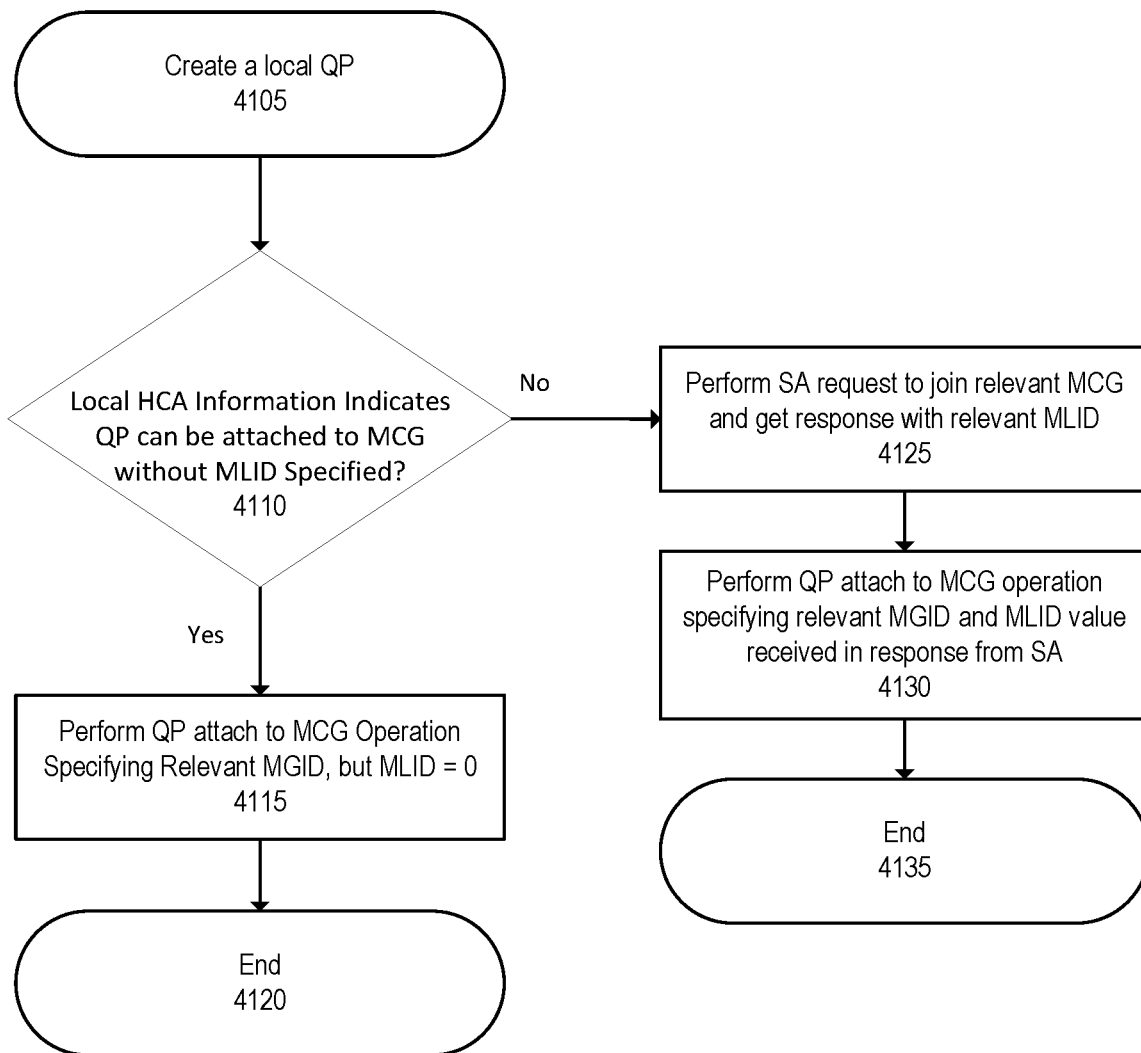 Create a local QP
4105
Local HCA Information Indicates
QP can be attached to MCG
without MLID Specified?
4110
No
Yes
Perform SA request to join relevant MCG
and get response with relevant MLID
4125
Perform QP attach to MCG operation
specifying relevant MGID and MLID value
received in response from SA
4130
End
4135
Perform QP attach to MCG Operation
Specifying Relevant MGID, but MLID = 0
4115
End
4120